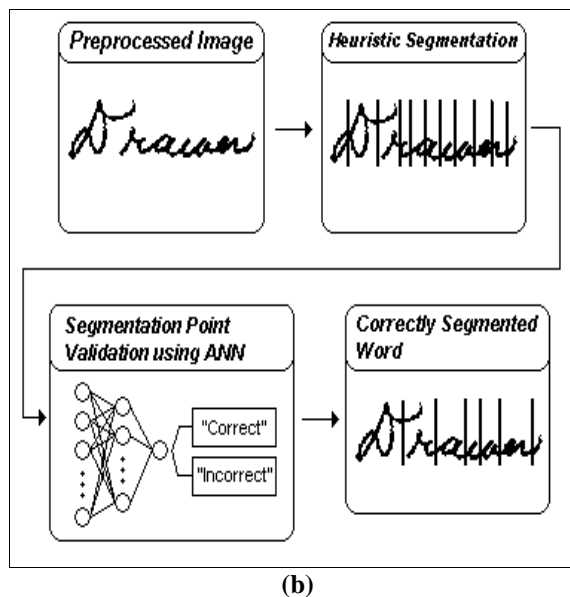 Preprocessed Image
Heuristic Segmentation
Segmentation Point
Validation using ANN
"Correct"
"Incorrect"
Correctly Segmented
Word
(b)